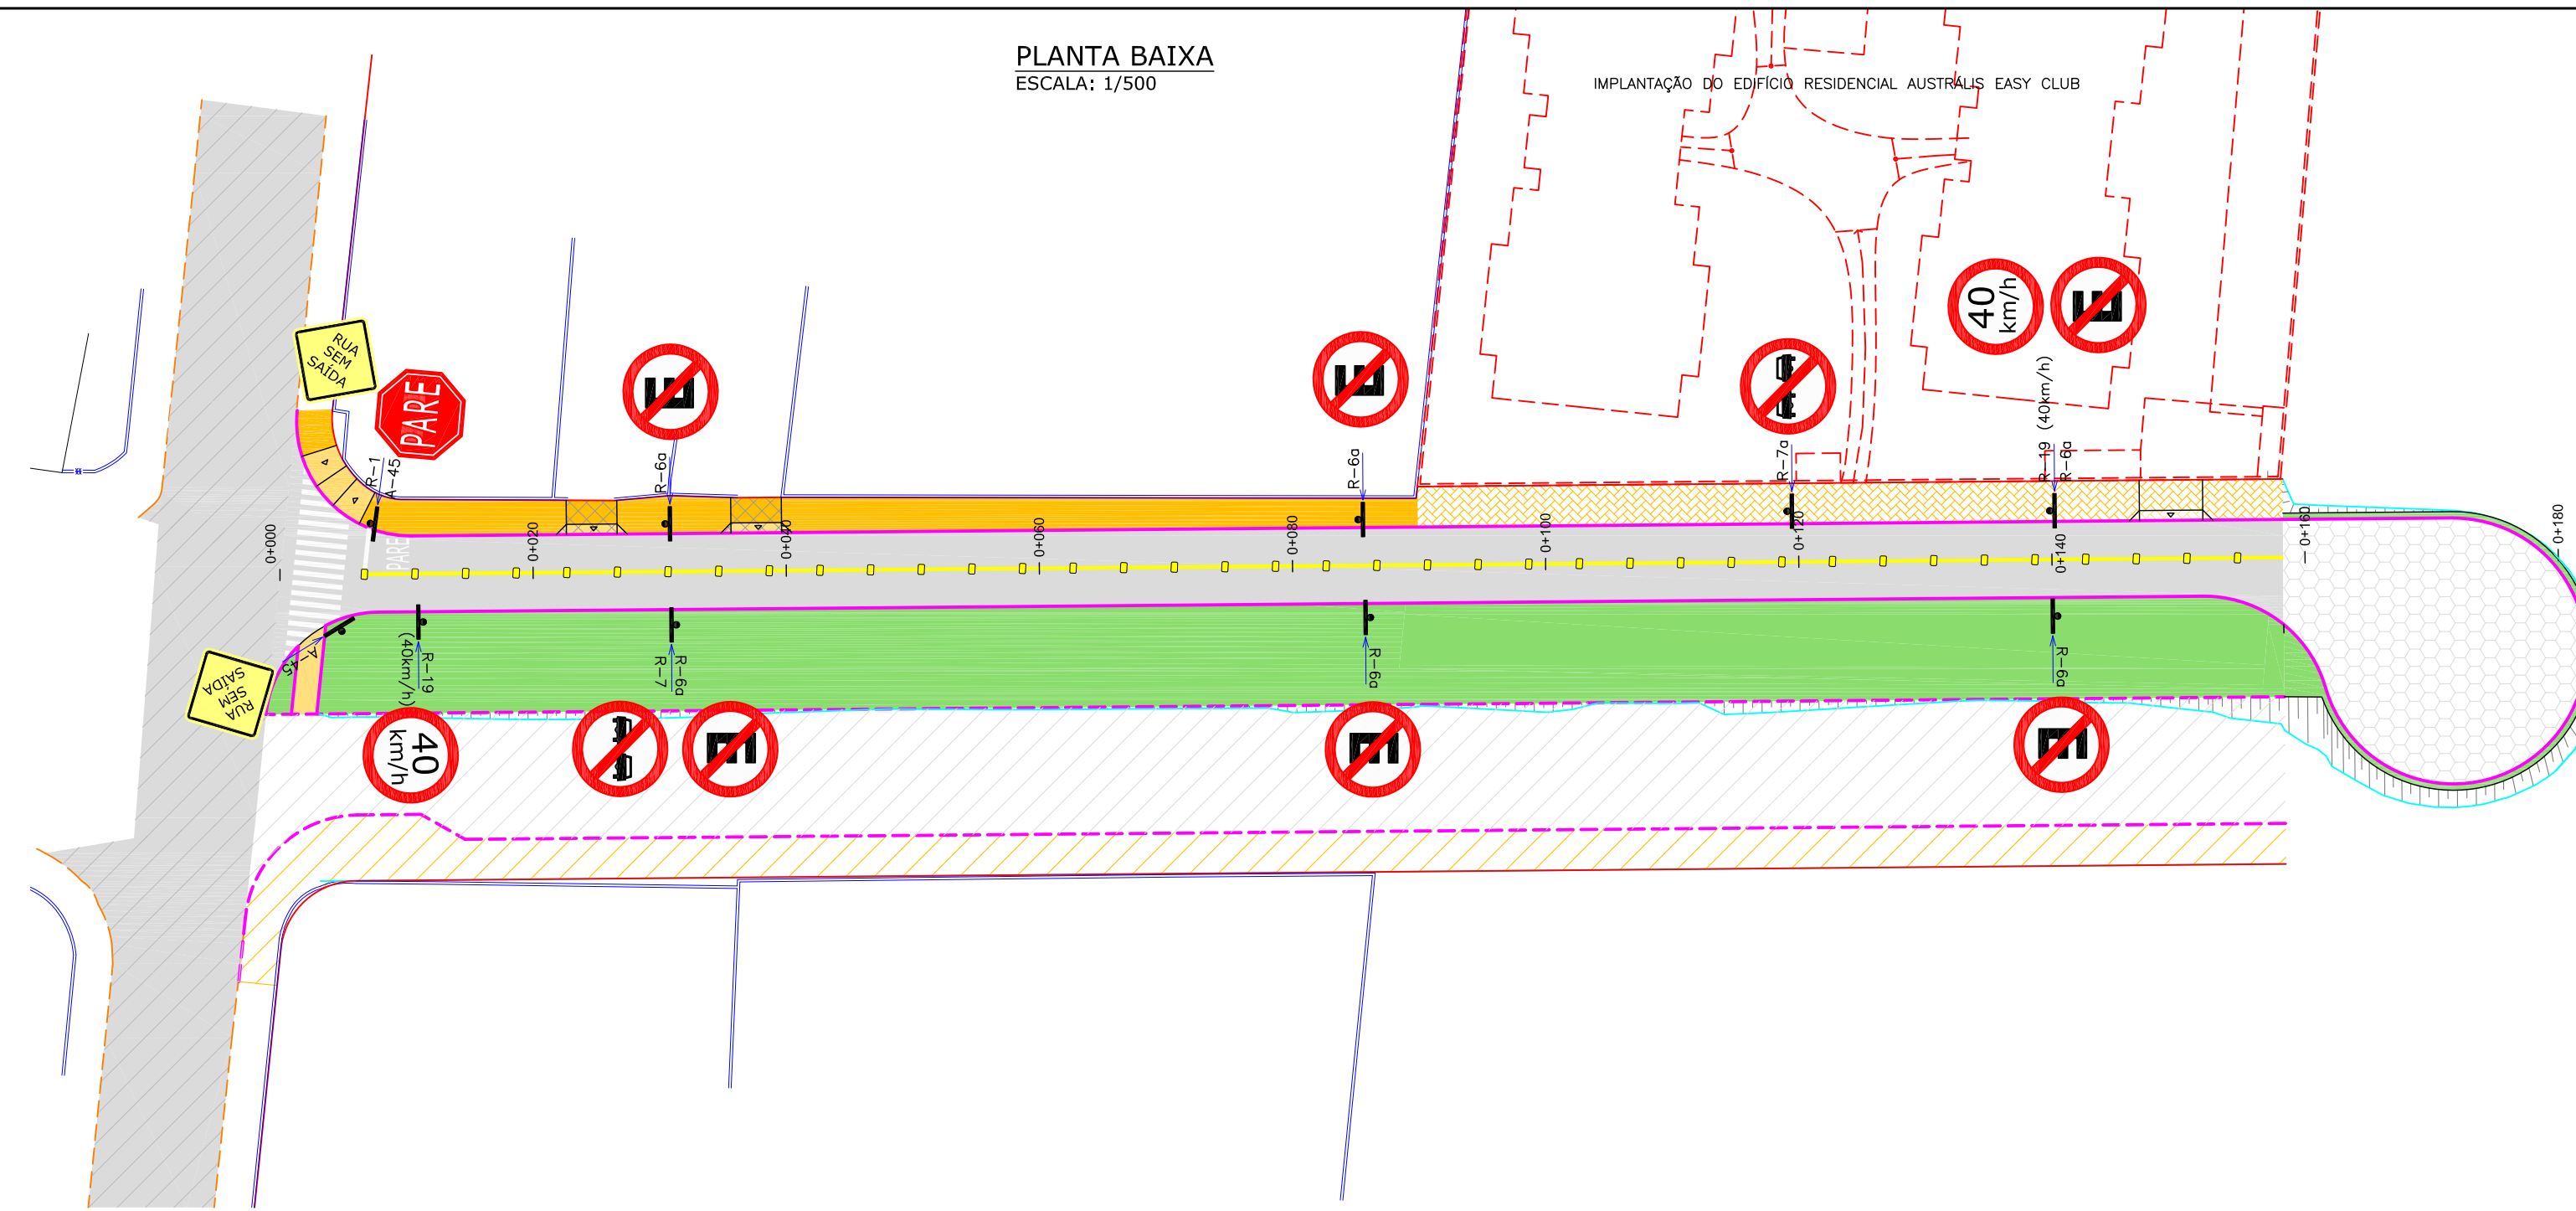 PLANTA BAIXA
ESCALA: 1/500
IMPLANTAÇÃO DO EDIFÍCIO RESIDENCIAL AUSTRÁLIS EASY CLUB
RUA
SEM
SAÍDA
PARE
E
E
40
km/h
E
R-1
A-45
R-6a
R-6a
R-7a
R-19 (40km/h)
R-6a
PARE
0+000
0+020
0+040
0+060
0+080
0+100
0+120
0+140
0+160
0+180
A-45
R-19
(40km/h)
R-6a
R-7
R-6a
R-6a
RUA
SEM
SAÍDA
40
km/h
E
E
E